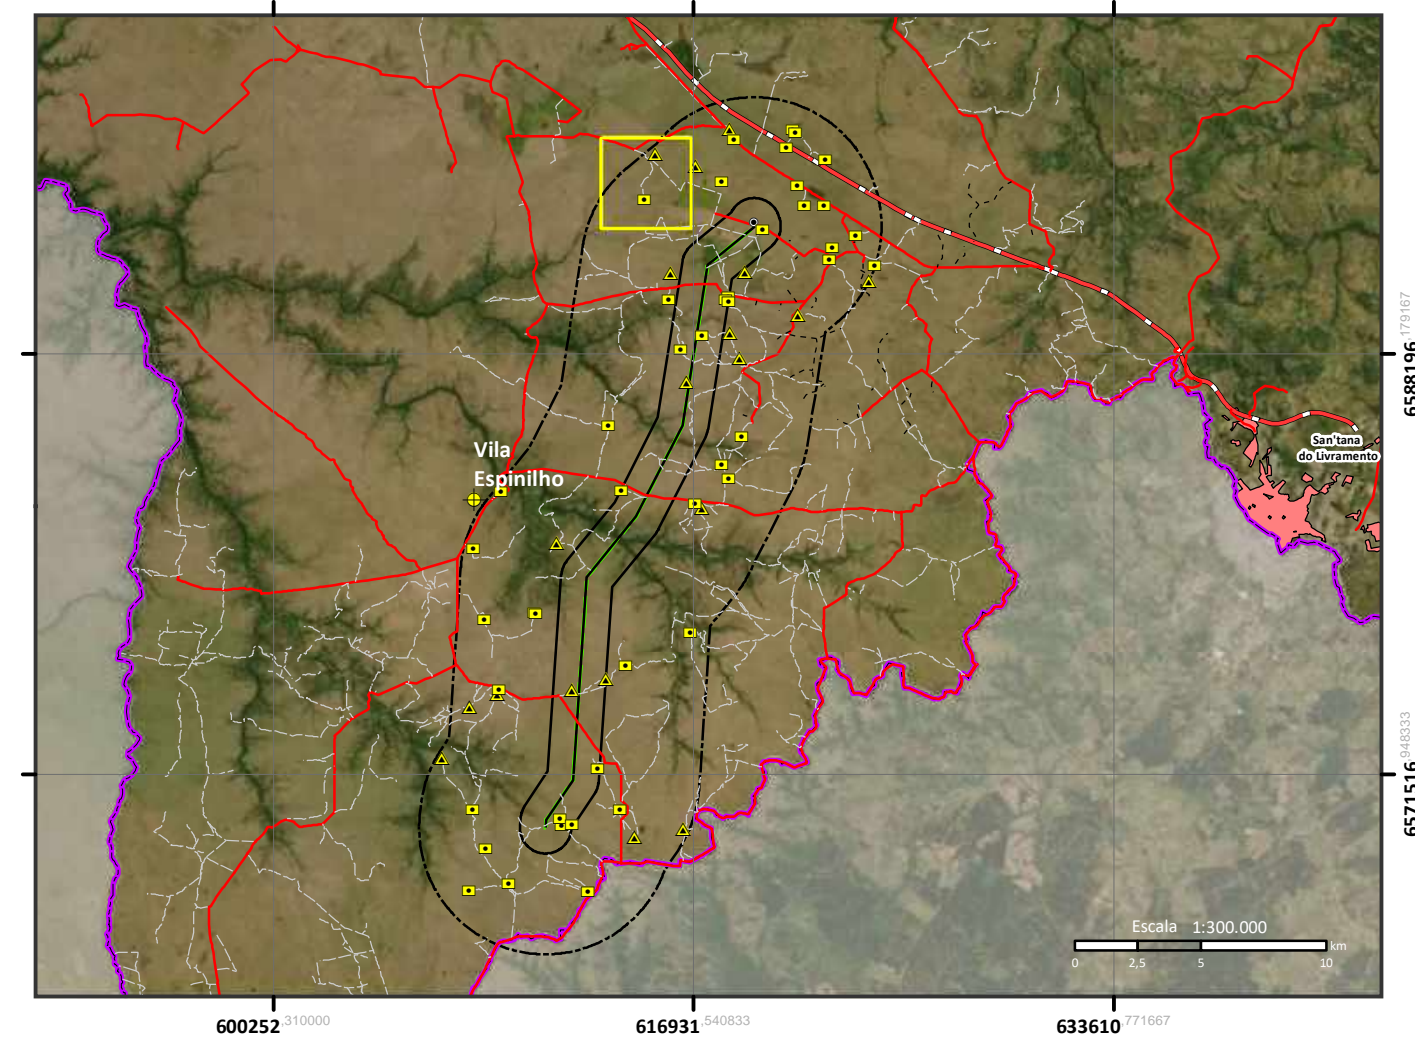 Vila
Espinilho
San'tana
do Livramento
6588196,179167
6571516,948333
Escala 1:300.000
km
0 2,5 5 10
600252,310000 616931,540833 633610,771667